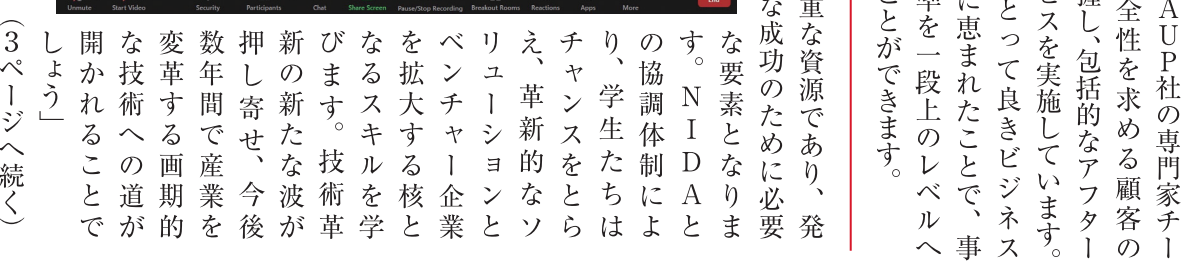 Unmute Start Video Security Participants Chat Share Screen Pause/Stop Recording Breakout Rooms Reactions Apps More End
AUP社の専門家チー
全性を求める顧客の
握し、包括的なアフター
ビスを実施しています。
とって良きビジネス
に恵まれたことで、事
準を一段上のレベルへ
ことができます。
重な資源であり、発
な成功のために必要
な要素となりま
す。NIDAと
の協調体制によ
り、学生たちは
チャンスをとら
え、革新的なソ
リューションと
ベンチャー企業
を拡大する核と
なるスキルを学
びます。技術革
新の新たな波が
押し寄せ、今後
数年間で産業を
変革する画期的
な技術への道が
開かれることで
しょう」
（3ページへ続く）